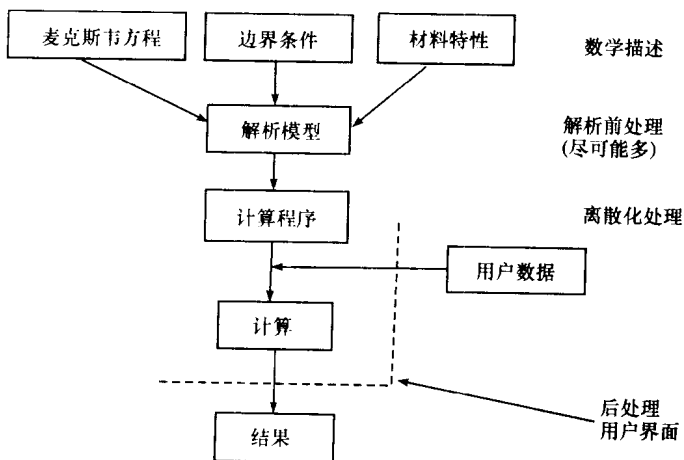 麦克斯韦方程
边界条件
材料特性
数学描述
解析模型
解析前处理
(尽可能多)
计算程序
离散化处理
用户数据
计算
后处理
用户界面
结果